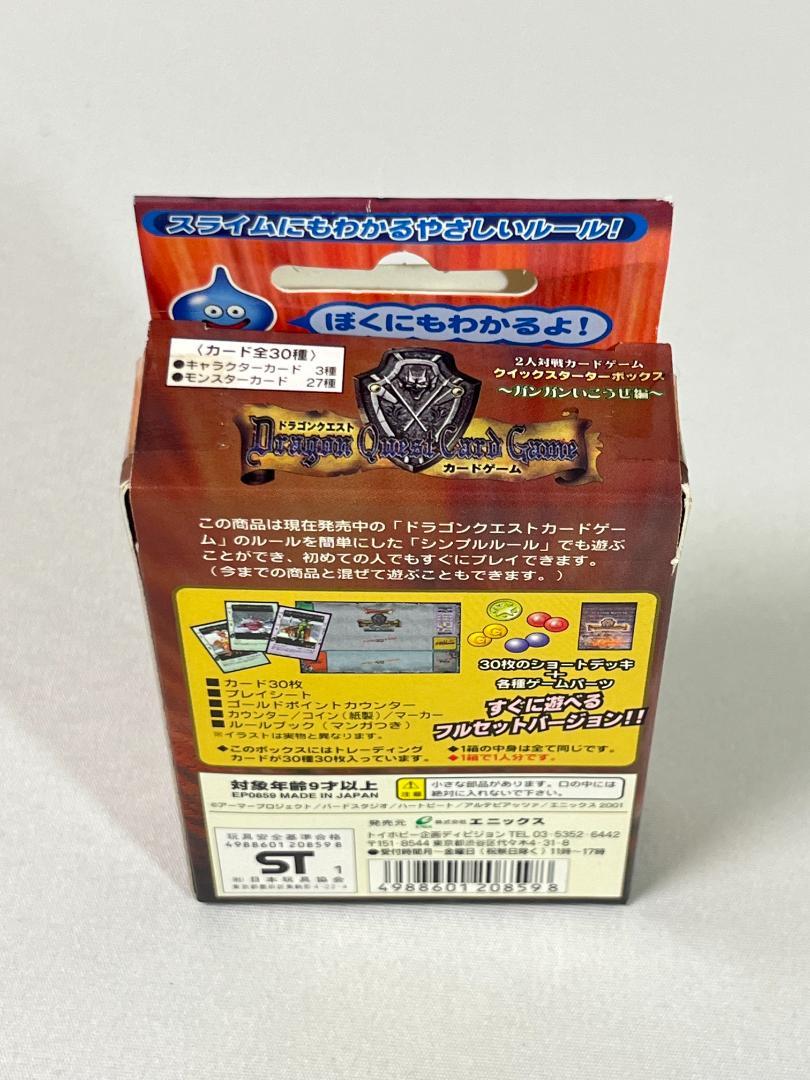 スライムにもわかるやさしいルール!
ぼくにもわかるよ!
〈カード全30種〉
●キャラクターカード 3種
●モンスターカード 27種
2人対戦カードゲーム
クイックスターターボックス
~ガンガンいこうぜ編~
ドラゴンクエスト
Dragon Quest Card Game
カードゲーム
この商品は現在発売中の「ドラゴンクエストカードゲー
ム」のルールを簡単にした「シンプルルール」でも遊ぶ
ことができ、初めての人でもすぐにプレイできます。
(今までの商品と混ぜて遊ぶこともできます。)
30枚のショートデッキ
+
各種ゲームパーツ
すぐに遊べる
フルセットバージョン!!
■カード30枚
■プレイシート
■ゴールドポイントカウンター
■カウンター/コイン(紙製)/マーカー
■ルールブック(マンガつき)
※イラストは実物と異なります。
◆このボックスにはトレーディング
カードが30種30枚入っています。
◆1箱の中身は全て同じです。
◆1箱で1人分です。
対象年齢9才以上
EP0859 MADE IN JAPAN
注意
小さな部品があります。口の中には
絶対に入れないで下さい。
©アーマープロジェクト/バードスタジオ/ハートビート/アルテピアッツァ/エニックス 2001
発売元 株式会社 エニックス
トイホビー企画ディビジョン TEL 03-5352-6442
〒151-8544 東京都渋谷区代々木4-31-8
●受付時間月〜金曜日(祝祭日除く)11時〜17時
玩具安全基準合格
4988601208598
ST 1
社)日本玩具協会
4988601208598